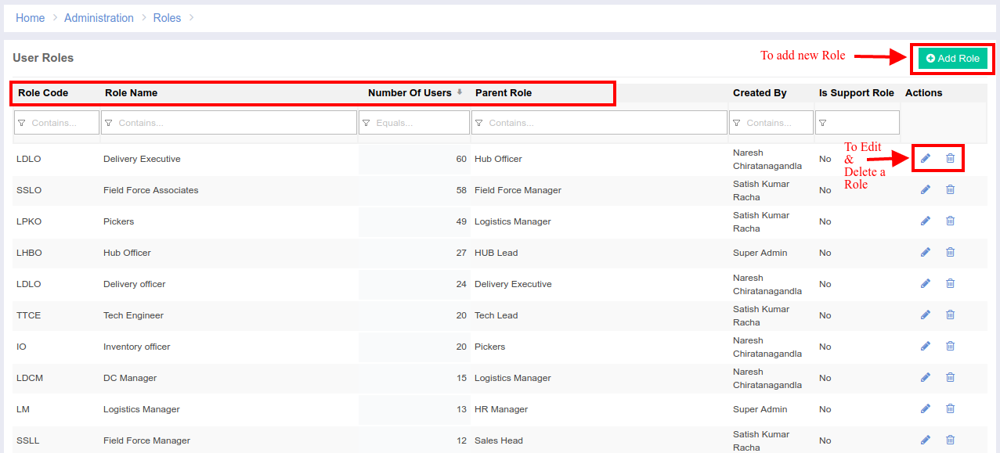 Home > Administration > Roles >
User Roles
To add new Role
Add Role
Role Code Role Name Number Of Users Parent Role Created By Is Support Role Actions
Contains... Contains... Equals... Contains... Contains...
To Edit
&
Delete a
Role
LDLO Delivery Executive 60 Hub Officer Naresh Chiratanagandla No
SSLO Field Force Associates 58 Field Force Manager Satish Kumar Racha No
LPKO Pickers 49 Logistics Manager Satish Kumar Racha No
LHBO Hub Officer 27 HUB Lead Super Admin No
LDLO Delivery officer 24 Delivery Executive Naresh Chiratanagandla No
TTCE Tech Engineer 20 Tech Lead Satish Kumar Racha No
IO Inventory officer 20 Pickers Naresh Chiratanagandla No
LDCM DC Manager 15 Logistics Manager Naresh Chiratanagandla No
LM Logistics Manager 13 HR Manager Super Admin No
SSLL Field Force Manager 12 Sales Head Satish Kumar Racha No